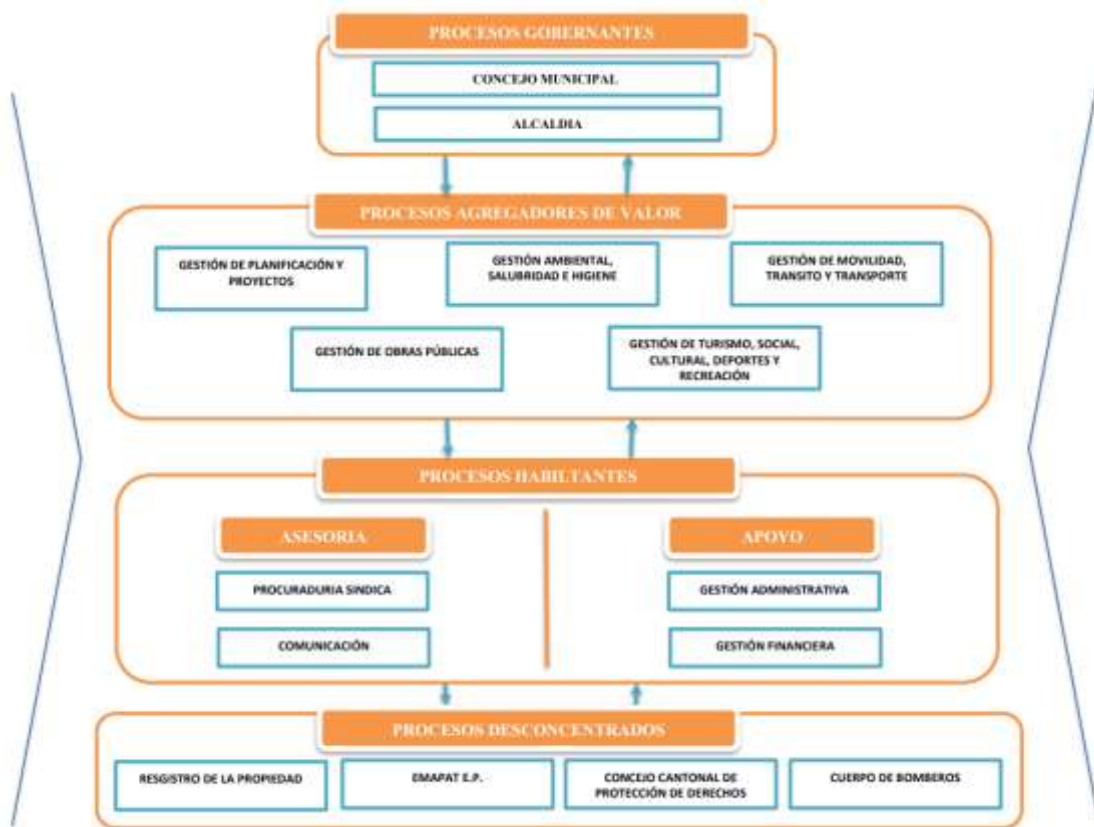 PROCESOS GOBERNANTES
CONCEJO MUNICIPAL
ALCALDIA
PROCESOS AGREGADORES DE VALOR
GESTIÓN DE PLANIFICACIÓN Y
PROYECTOS
GESTIÓN AMBIENTAL,
SALUBRIDAD E HIGIENE
GESTIÓN DE MOVILIDAD,
TRANSITO Y TRANSPORTE
GESTIÓN DE OBRAS PÚBLICAS
GESTIÓN DE TURISMO, SOCIAL,
CULTURAL, DEPORTES Y
RECREACIÓN
PROCESOS HABILTANTES
ASESORIA
PROCURADURIA SINDICA
COMUNICACIÓN
APOYO
GESTIÓN ADMINISTRATIVA
GESTIÓN FINANCIERA
PROCESOS DESCONCENTRADOS
RESGISTRO DE LA PROPIEDAD
EMAPAT E.P.
CONCEJO CANTONAL DE
PROTECCIÓN DE DERECHOS
CUERPO DE BOMBEROS